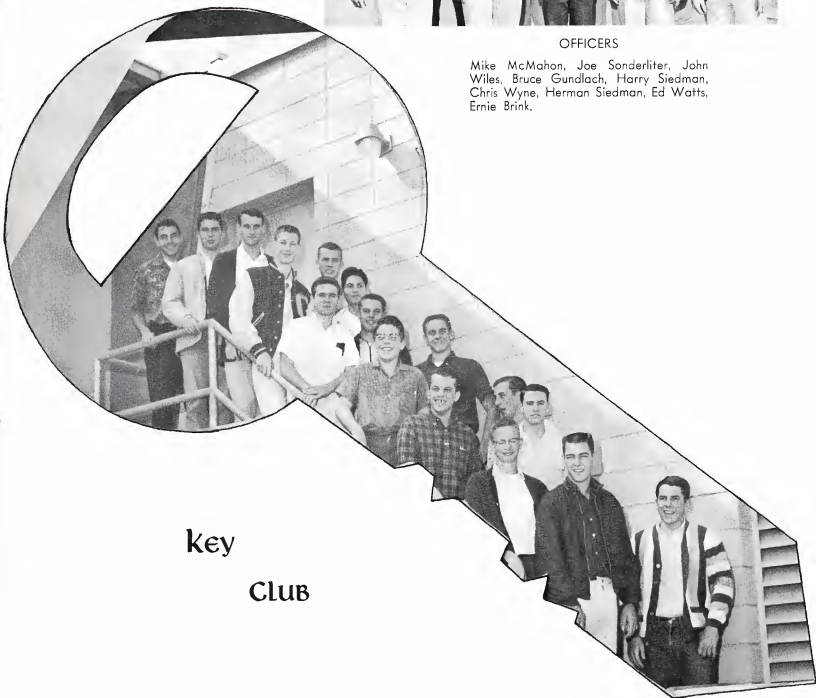 OFFICERS
Mike McMahon, Joe Sonderliter, John
Wiles, Bruce Gundlach, Harry Siedman,
Chris Wyne, Herman Siedman, Ed Watts,
Ernie Brink.
key
CLUB